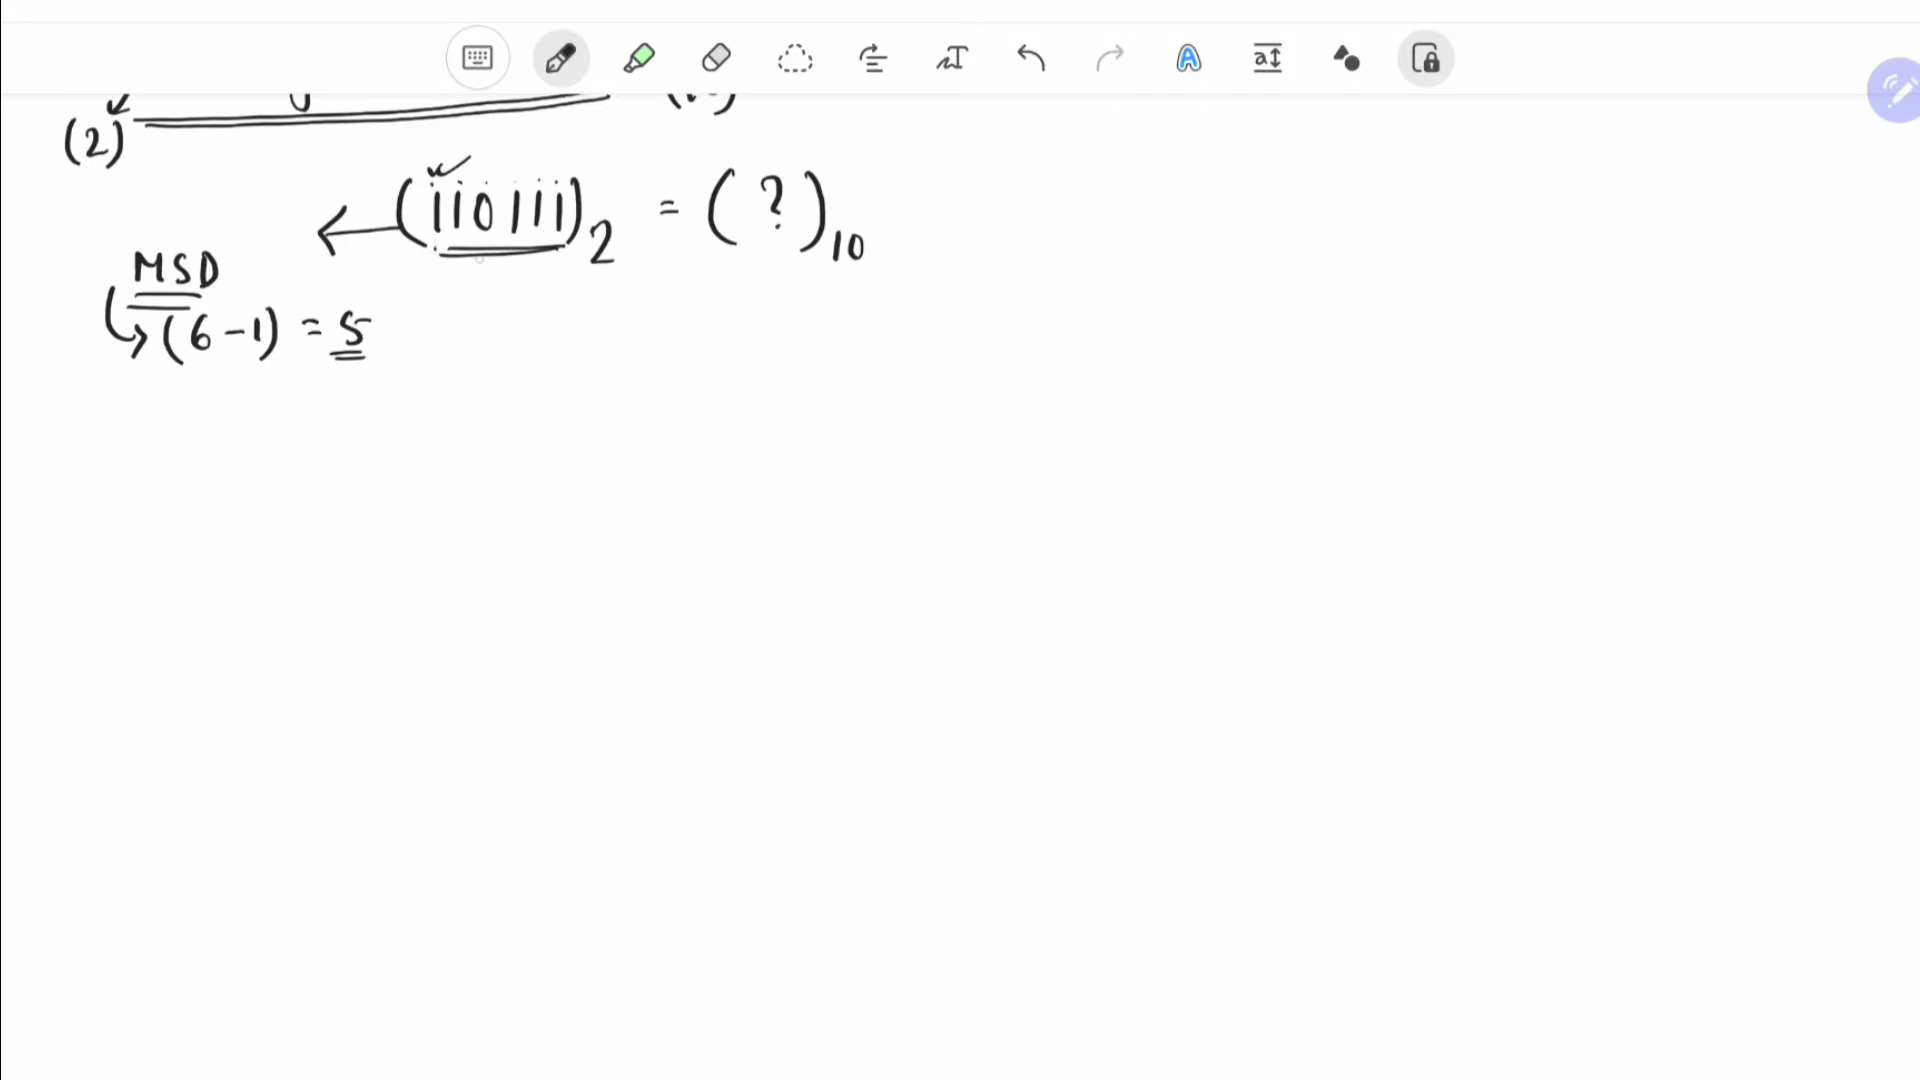 (2)
(110111)₂ = (?)₁₀
MSD
(6-1) = 5